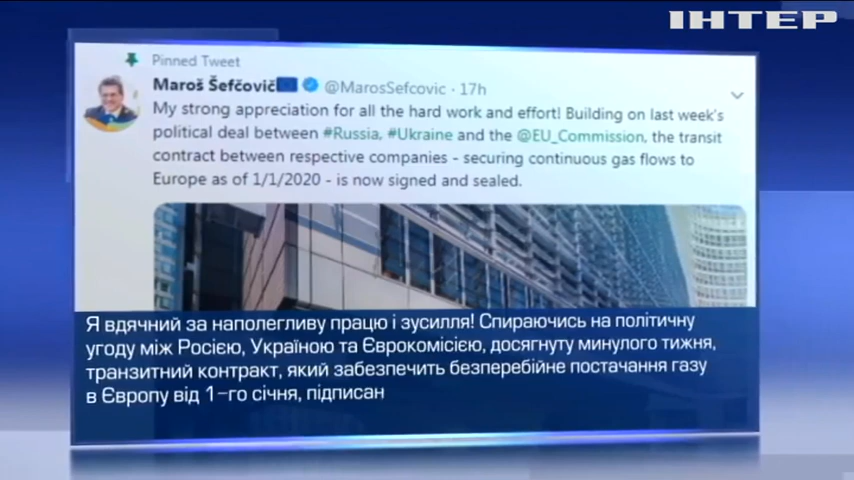 ІНТЕР
Pinned Tweet
Maroš Šefčovič @MarosSefcovic · 17h
My strong appreciation for all the hard work and effort! Building on last week's
political deal between #Russia, #Ukraine and the @EU_Commission, the transit
contract between respective companies - securing continuous gas flows to
Europe as of 1/1/2020 - is now signed and sealed.
Я вдячний за наполегливу працю і зусилля! Спираючись на політичну
угоду між Росією, Україною та Єврокомісією, досягнуту минулого тижня,
транзитний контракт, який забезпечить безперебійне постачання газу
в Європу від 1-го січня, підписан